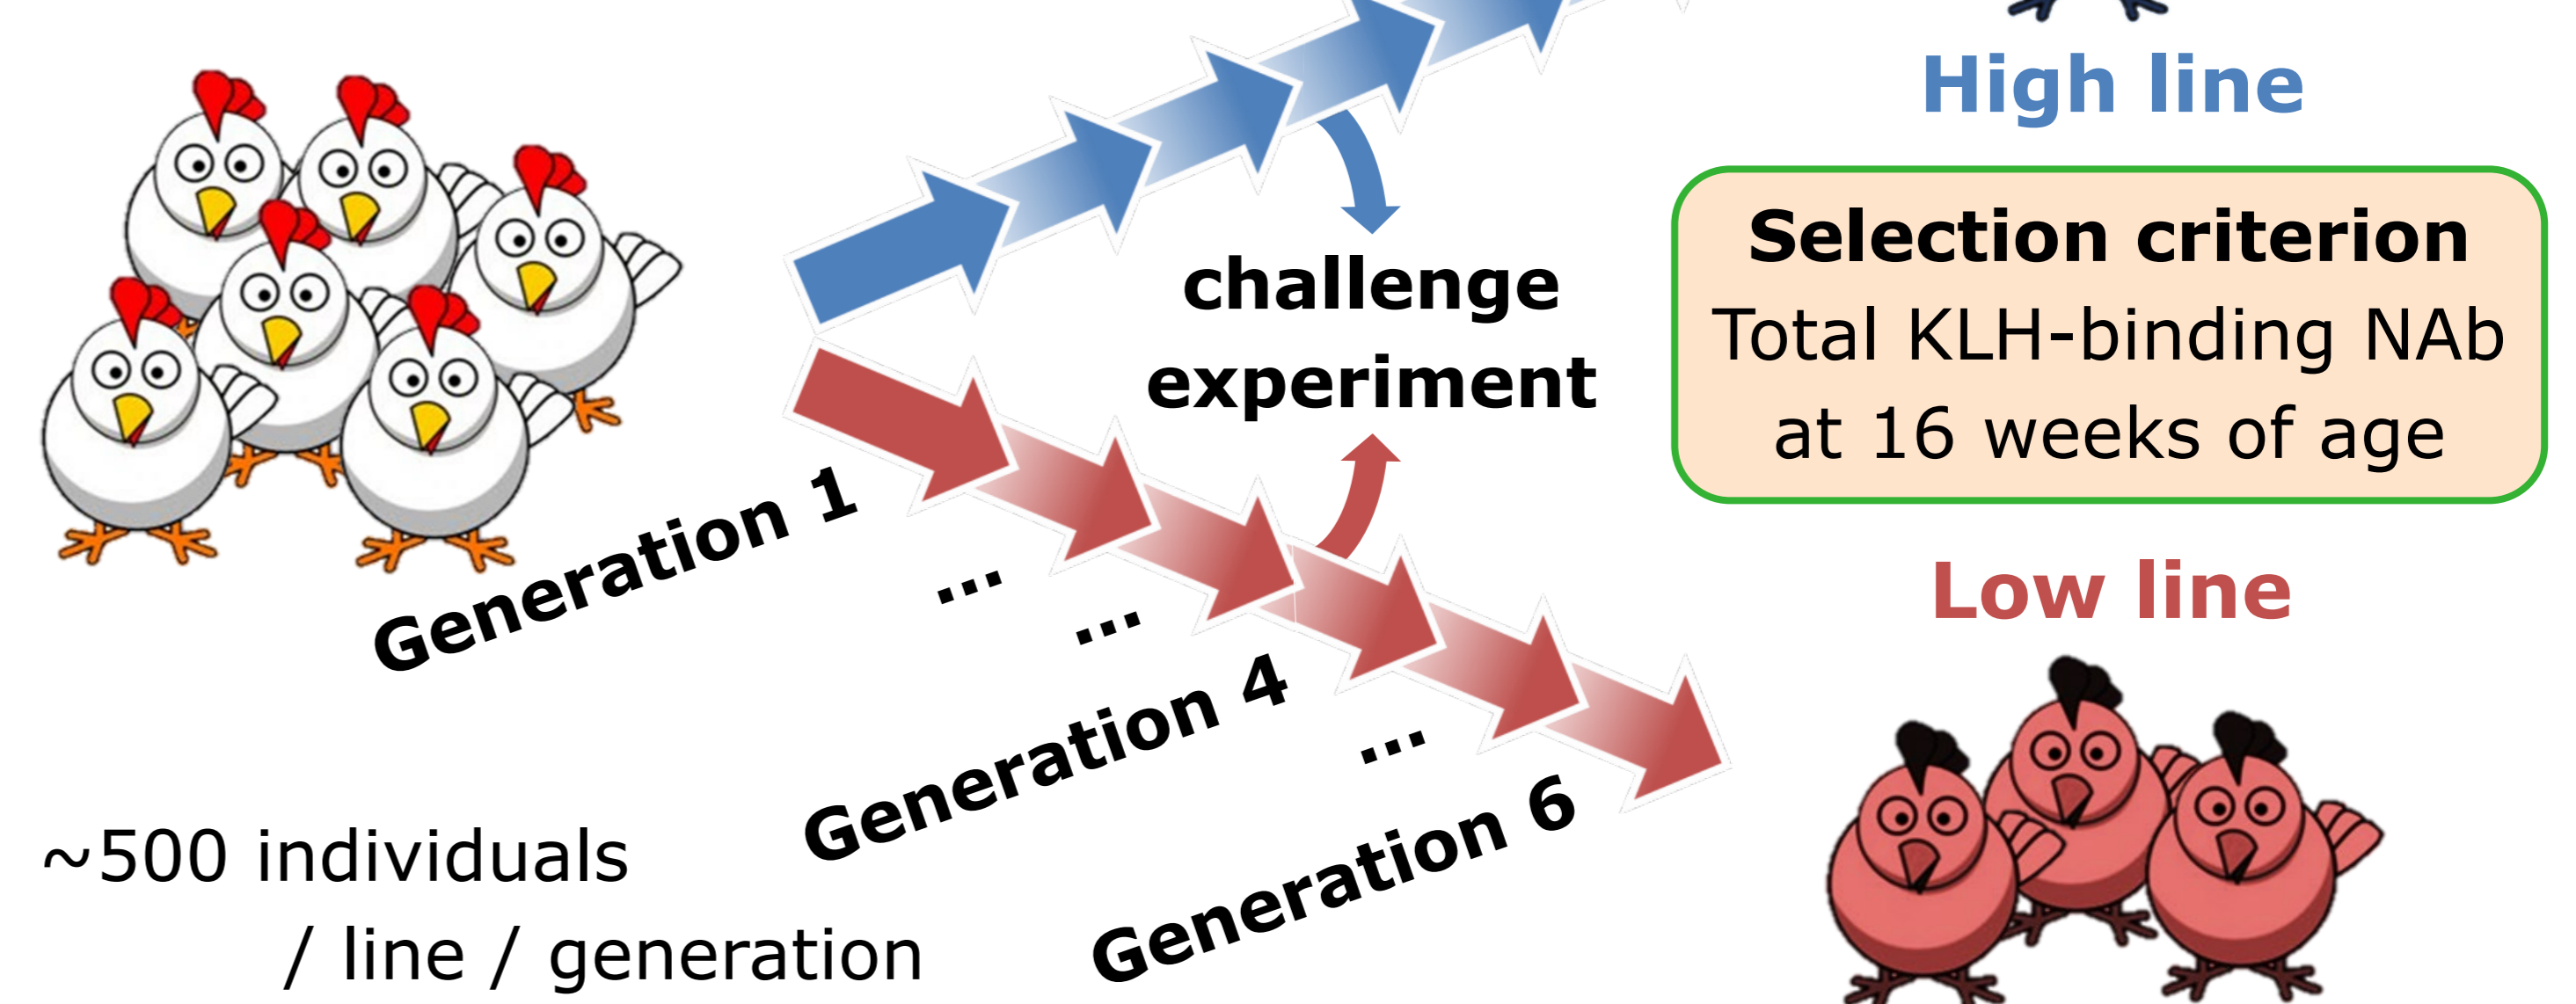 High line
Selection criterion
Total KLH-binding NAb
at 16 weeks of age
challenge
experiment
Low line
Generation 1
...
...
Generation 4
...
Generation 6
~500 individuals
/ line / generation